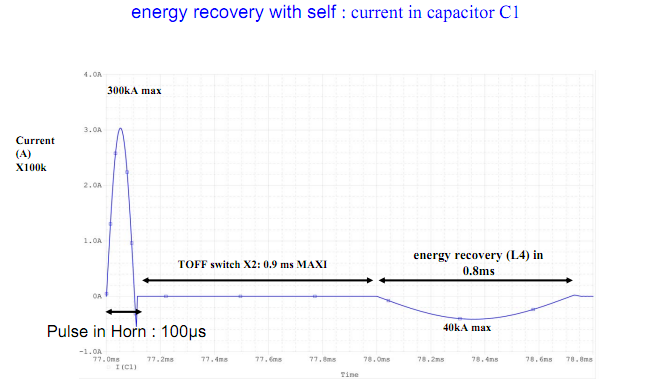 energy recovery with self : current in capacitor C1
4.0A
300kA max
3.0A
Current
(A)
X100k
2.0A
1.0A
energy recovery (L4) in
0.8ms
TOFF switch X2: 0.9 ms MAXI
0A
Pulse in Horn : 100µs
40kA max
-1.0A
77.0ms 77.2ms 77.4ms 77.6ms 77.8ms 78.0ms 78.2ms 78.4ms 78.6ms 78.8ms
I(C1)
Time